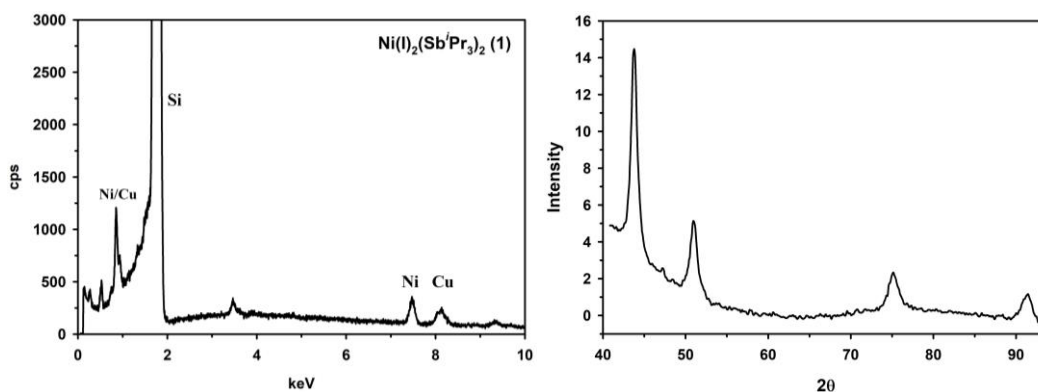 3000
2500
2000
1500
1000
500
0
cps
0 2 4 6 8 10
keV
Ni(I)₂(SbⁱPr₃)₂ (1)
Si
Ni/Cu
Ni Cu
16
14
12
10
8
6
4
2
0
Intensity
40 50 60 70 80 90
2θ